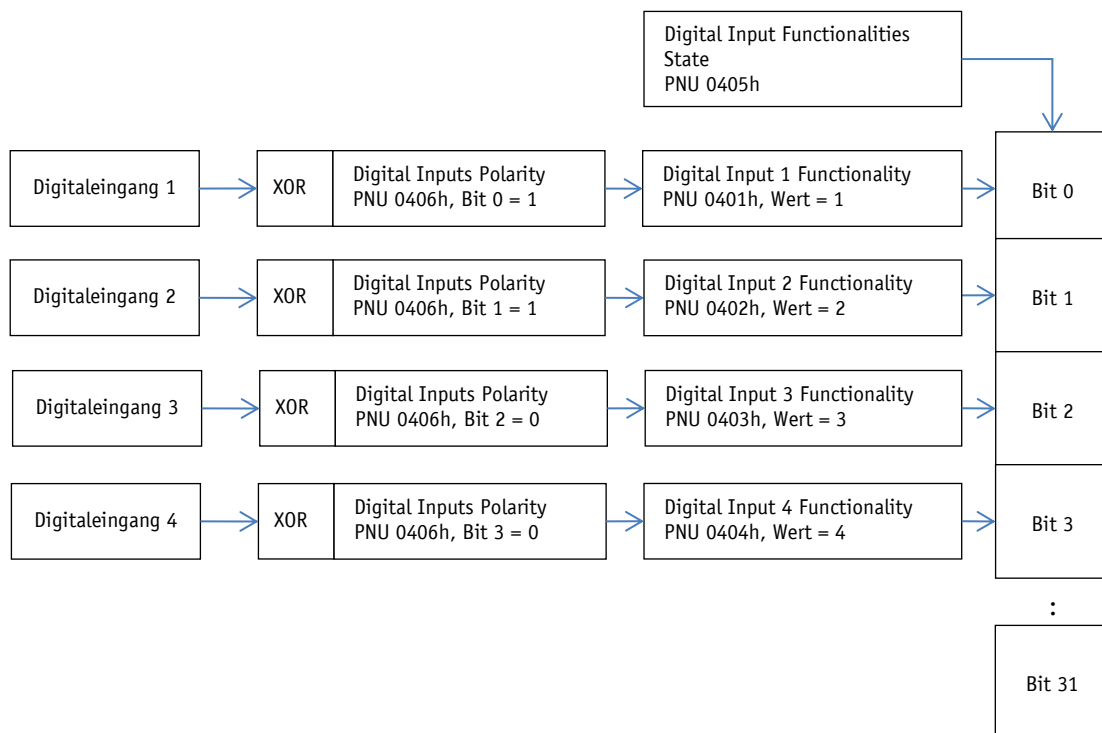 Digital Input Functionalities
State
PNU 0405h
Digitaleingang 1
XOR
Digital Inputs Polarity
PNU 0406h, Bit 0 = 1
Digital Input 1 Functionality
PNU 0401h, Wert = 1
Bit 0
Digitaleingang 2
XOR
Digital Inputs Polarity
PNU 0406h, Bit 1 = 1
Digital Input 2 Functionality
PNU 0402h, Wert = 2
Bit 1
Digitaleingang 3
XOR
Digital Inputs Polarity
PNU 0406h, Bit 2 = 0
Digital Input 3 Functionality
PNU 0403h, Wert = 3
Bit 2
Digitaleingang 4
XOR
Digital Inputs Polarity
PNU 0406h, Bit 3 = 0
Digital Input 4 Functionality
PNU 0404h, Wert = 4
Bit 3
:
Bit 31